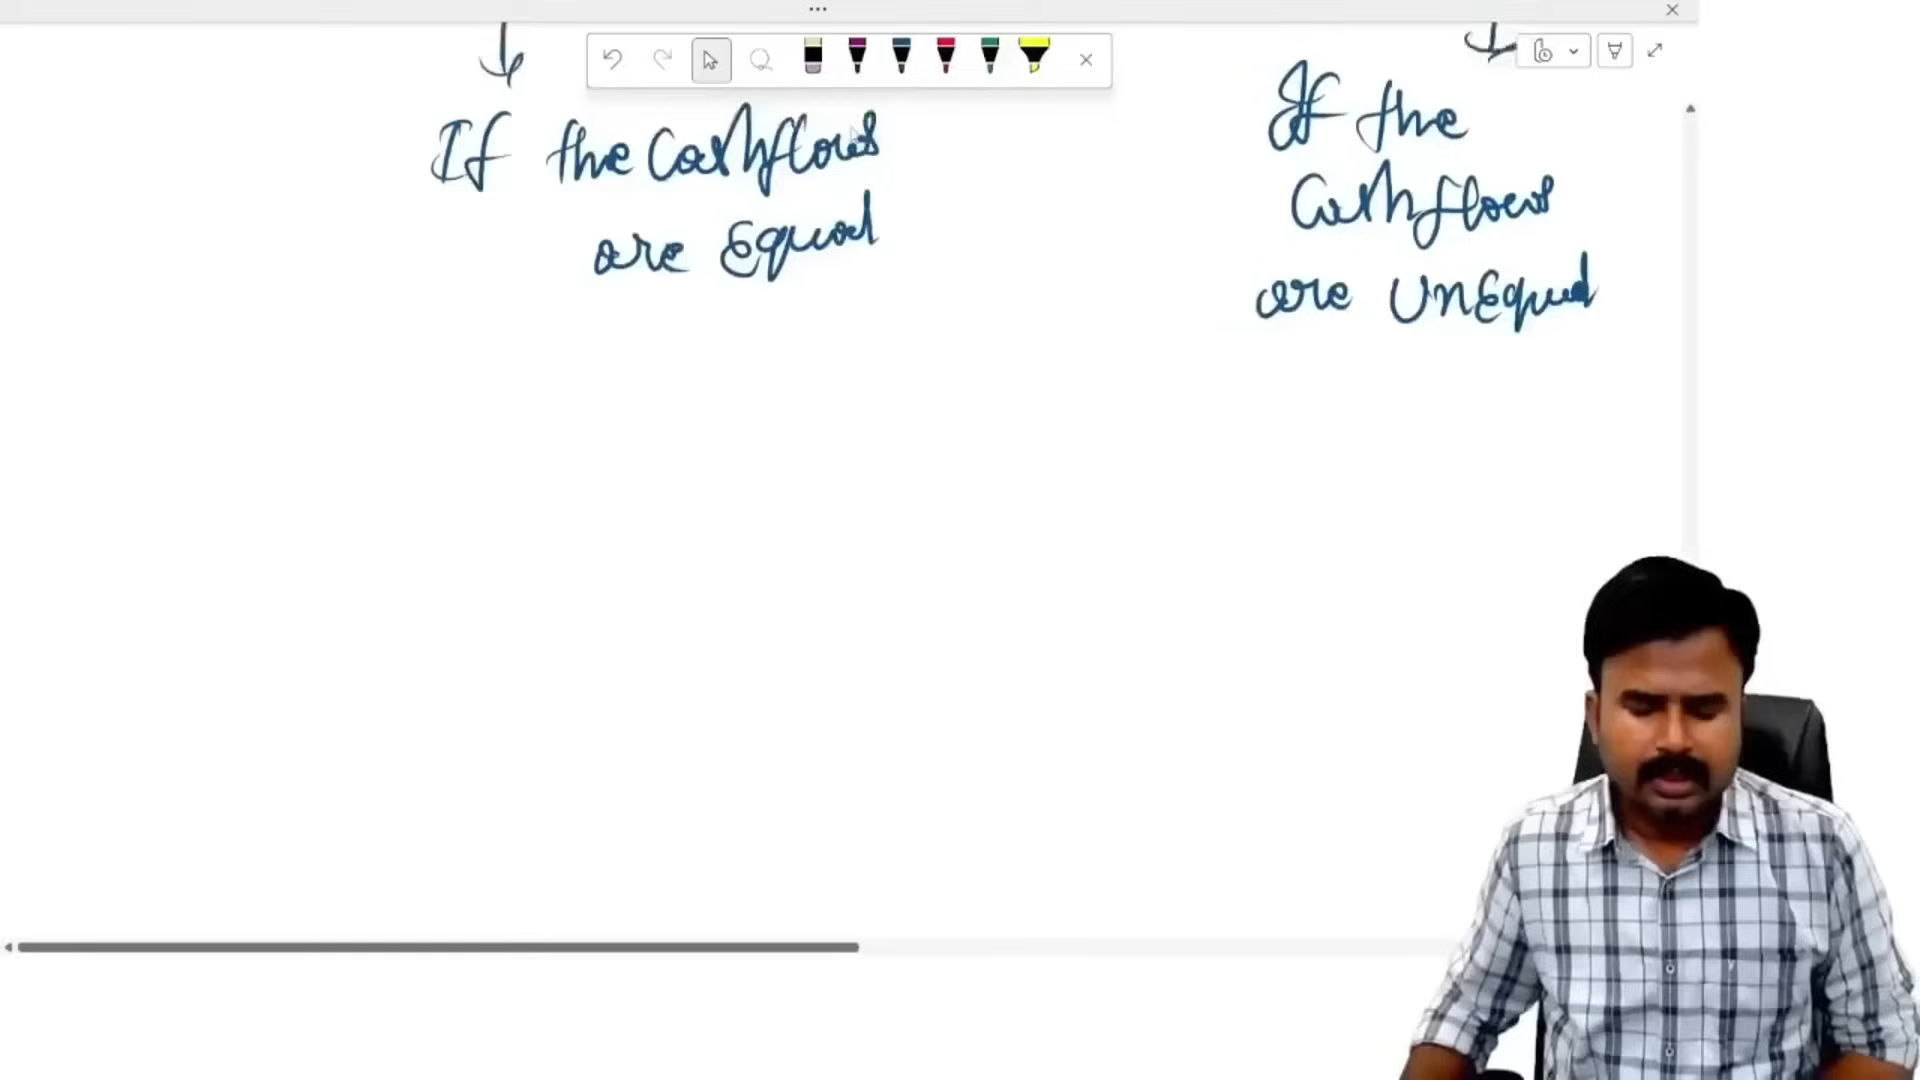 If the Cashflows
are Equal
If the
Cashflows
are UnEqual